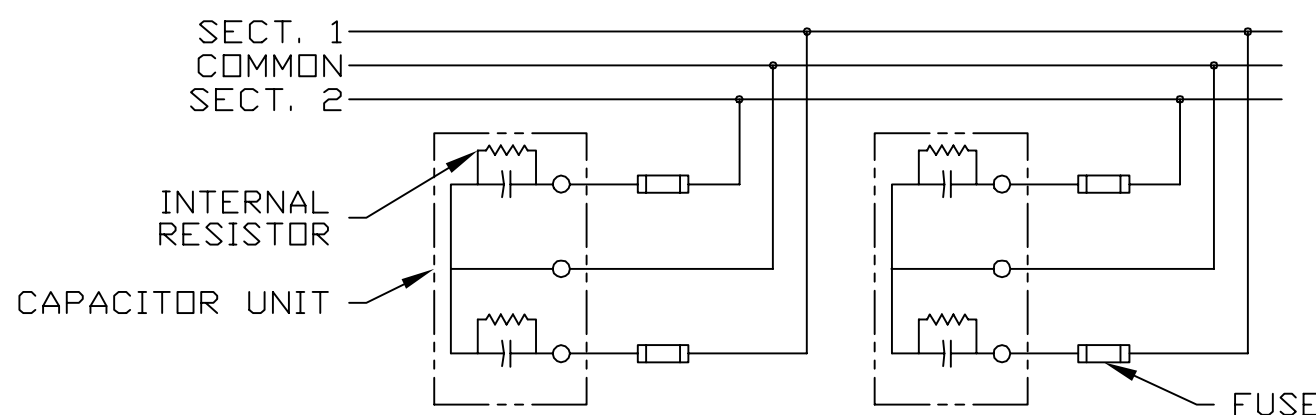 SECT. 1
COMMON
SECT. 2
INTERNAL
RESISTOR
CAPACITOR UNIT
FUSE